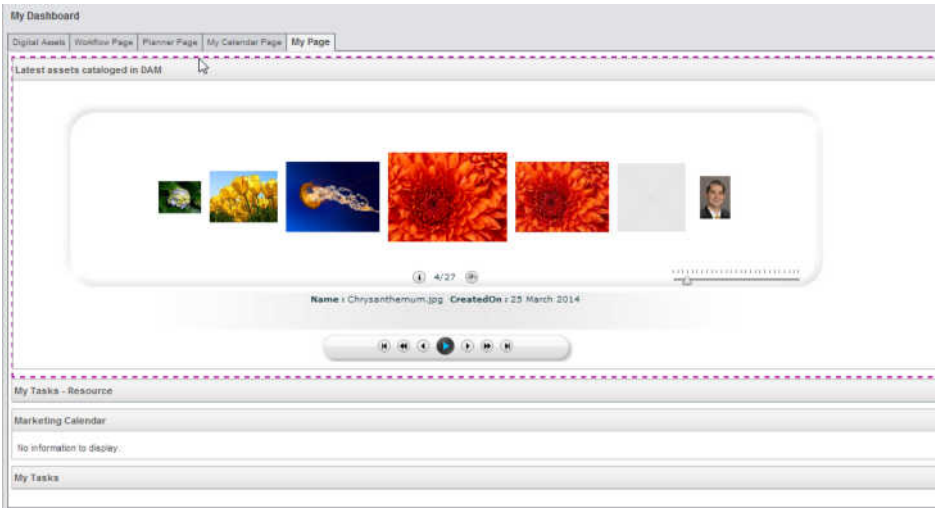 My Dashboard
Digital Assets Workflow Page Planner Page My Calendar Page My Page
Latest assets cataloged in DAM
4/27
Name : Chrysanthemum.jpg CreatedOn : 25 March 2014
My Tasks - Resource
Marketing Calendar
No information to display.
My Tasks